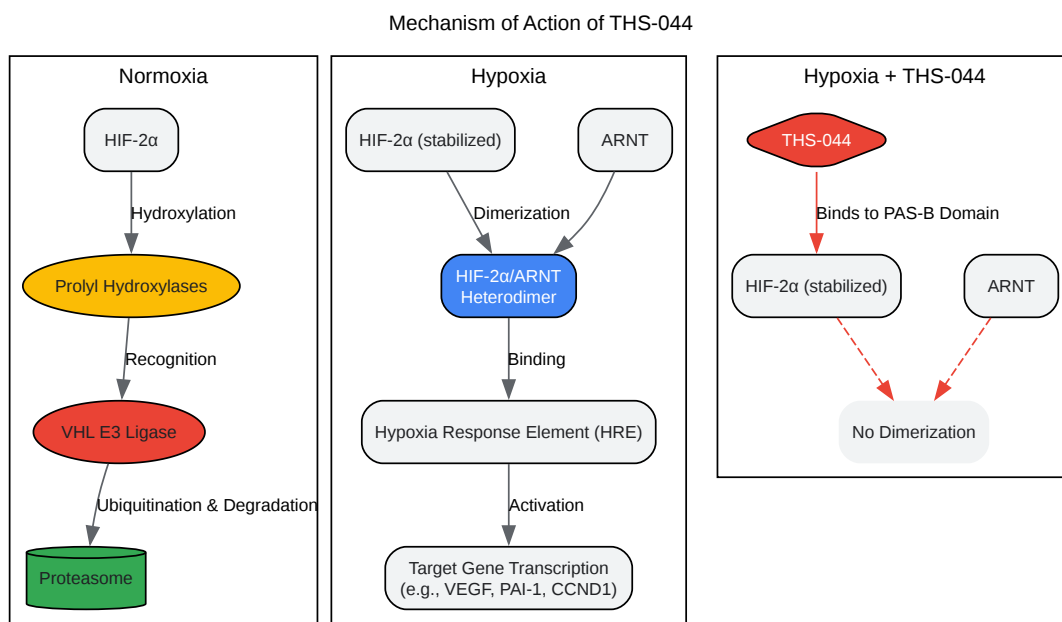 Mechanism of Action of THS-044
Normoxia
HIF-2α
Hydroxylation
Prolyl Hydroxylases
Recognition
VHL E3 Ligase
Ubiquitination & Degradation
Proteasome
Hypoxia
HIF-2α (stabilized)
ARNT
Dimerization
HIF-2α/ARNT
Heterodimer
Binding
Hypoxia Response Element (HRE)
Activation
Target Gene Transcription
(e.g., VEGF, PAI-1, CCND1)
Hypoxia + THS-044
THS-044
Binds to PAS-B Domain
HIF-2α (stabilized)
ARNT
No Dimerization